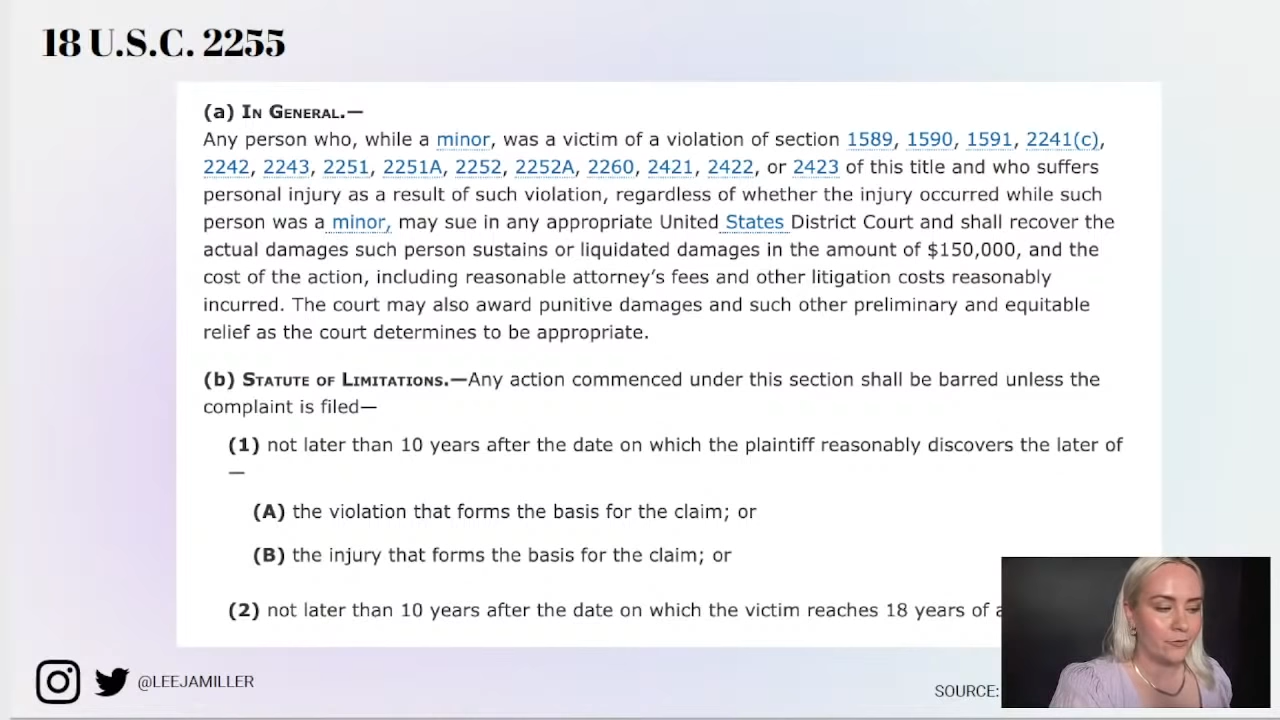 18 U.S.C. 2255
(a) IN GENERAL.—
Any person who, while a minor, was a victim of a violation of section 1589, 1590, 1591, 2241(c),
2242, 2243, 2251, 2251A, 2252, 2252A, 2260, 2421, 2422, or 2423 of this title and who suffers
personal injury as a result of such violation, regardless of whether the injury occurred while such
person was a minor, may sue in any appropriate United States District Court and shall recover the
actual damages such person sustains or liquidated damages in the amount of $150,000, and the
cost of the action, including reasonable attorney’s fees and other litigation costs reasonably
incurred. The court may also award punitive damages and such other preliminary and equitable
relief as the court determines to be appropriate.
(b) STATUTE OF LIMITATIONS.—Any action commenced under this section shall be barred unless the
complaint is filed—
(1) not later than 10 years after the date on which the plaintiff reasonably discovers the later of
—
(A) the violation that forms the basis for the claim; or
(B) the injury that forms the basis for the claim; or
(2) not later than 10 years after the date on which the victim reaches 18 years of
@LEEJAMILLER
SOURCE: